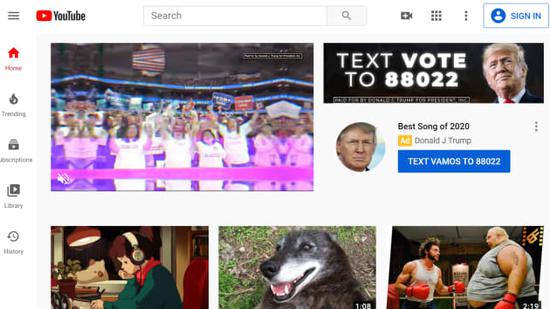 YouTube
Search
SIGN IN
Home
Trending
ubscriptions
Library
History
Paid for by Donald J. Trump for President, Inc.
TEXT VOTE
TO 88022
PAID FOR BY DONALD J. TRUMP FOR PRESIDENT, INC.
Best Song of 2020
Ad Donald J Trump
TEXT VAMOS TO 88022
1:08
2:19